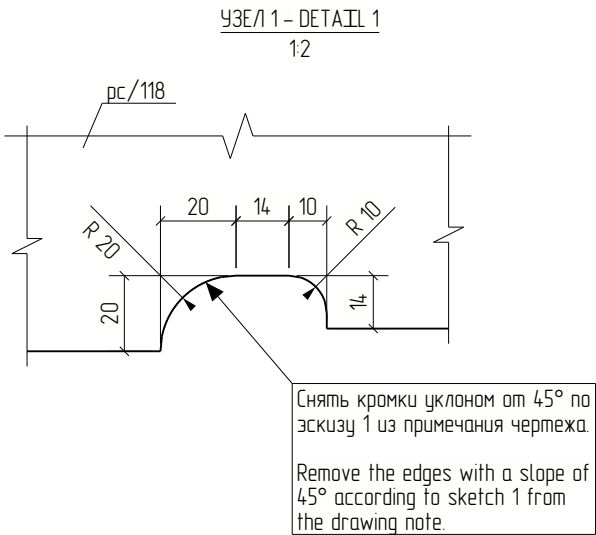 УЗЕЛ 1 – DETAIL 1
1:2
pc/118
20 14 10
R 20
R 10
20
14
Снять кромки уклоном от 45° по
эскизу 1 из примечания чертежа.
Remove the edges with a slope of
45° according to sketch 1 from
the drawing note.